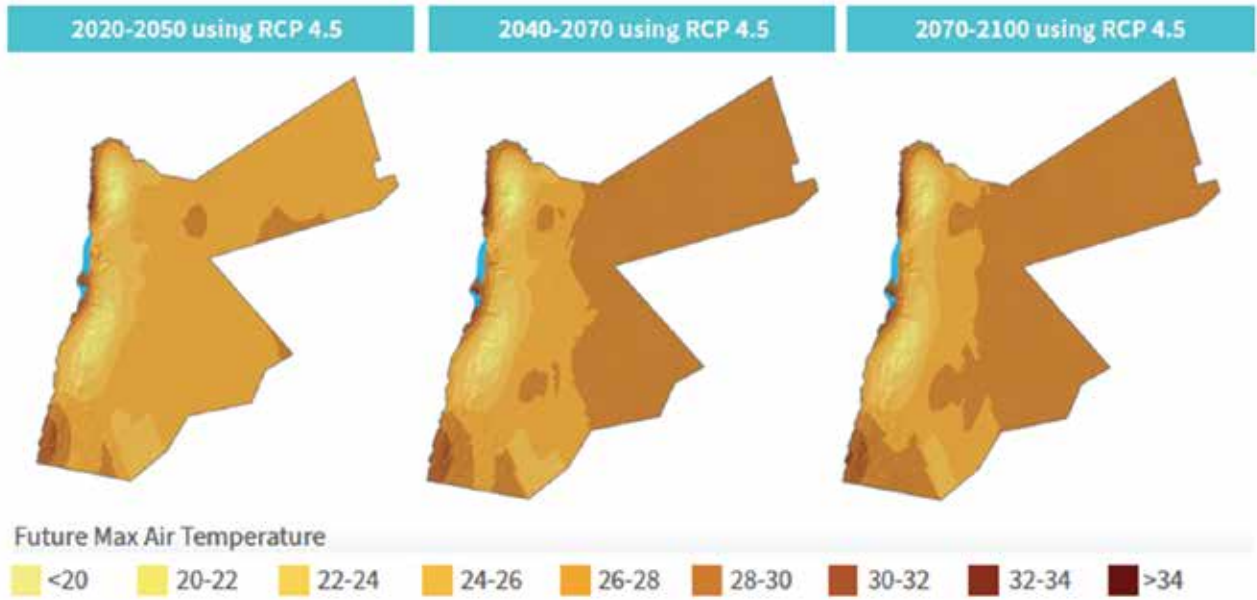 2020-2050 using RCP 4.5
2040-2070 using RCP 4.5
2070-2100 using RCP 4.5
Future Max Air Temperature
<20 20-22 22-24 24-26 26-28 28-30 30-32 32-34 >34